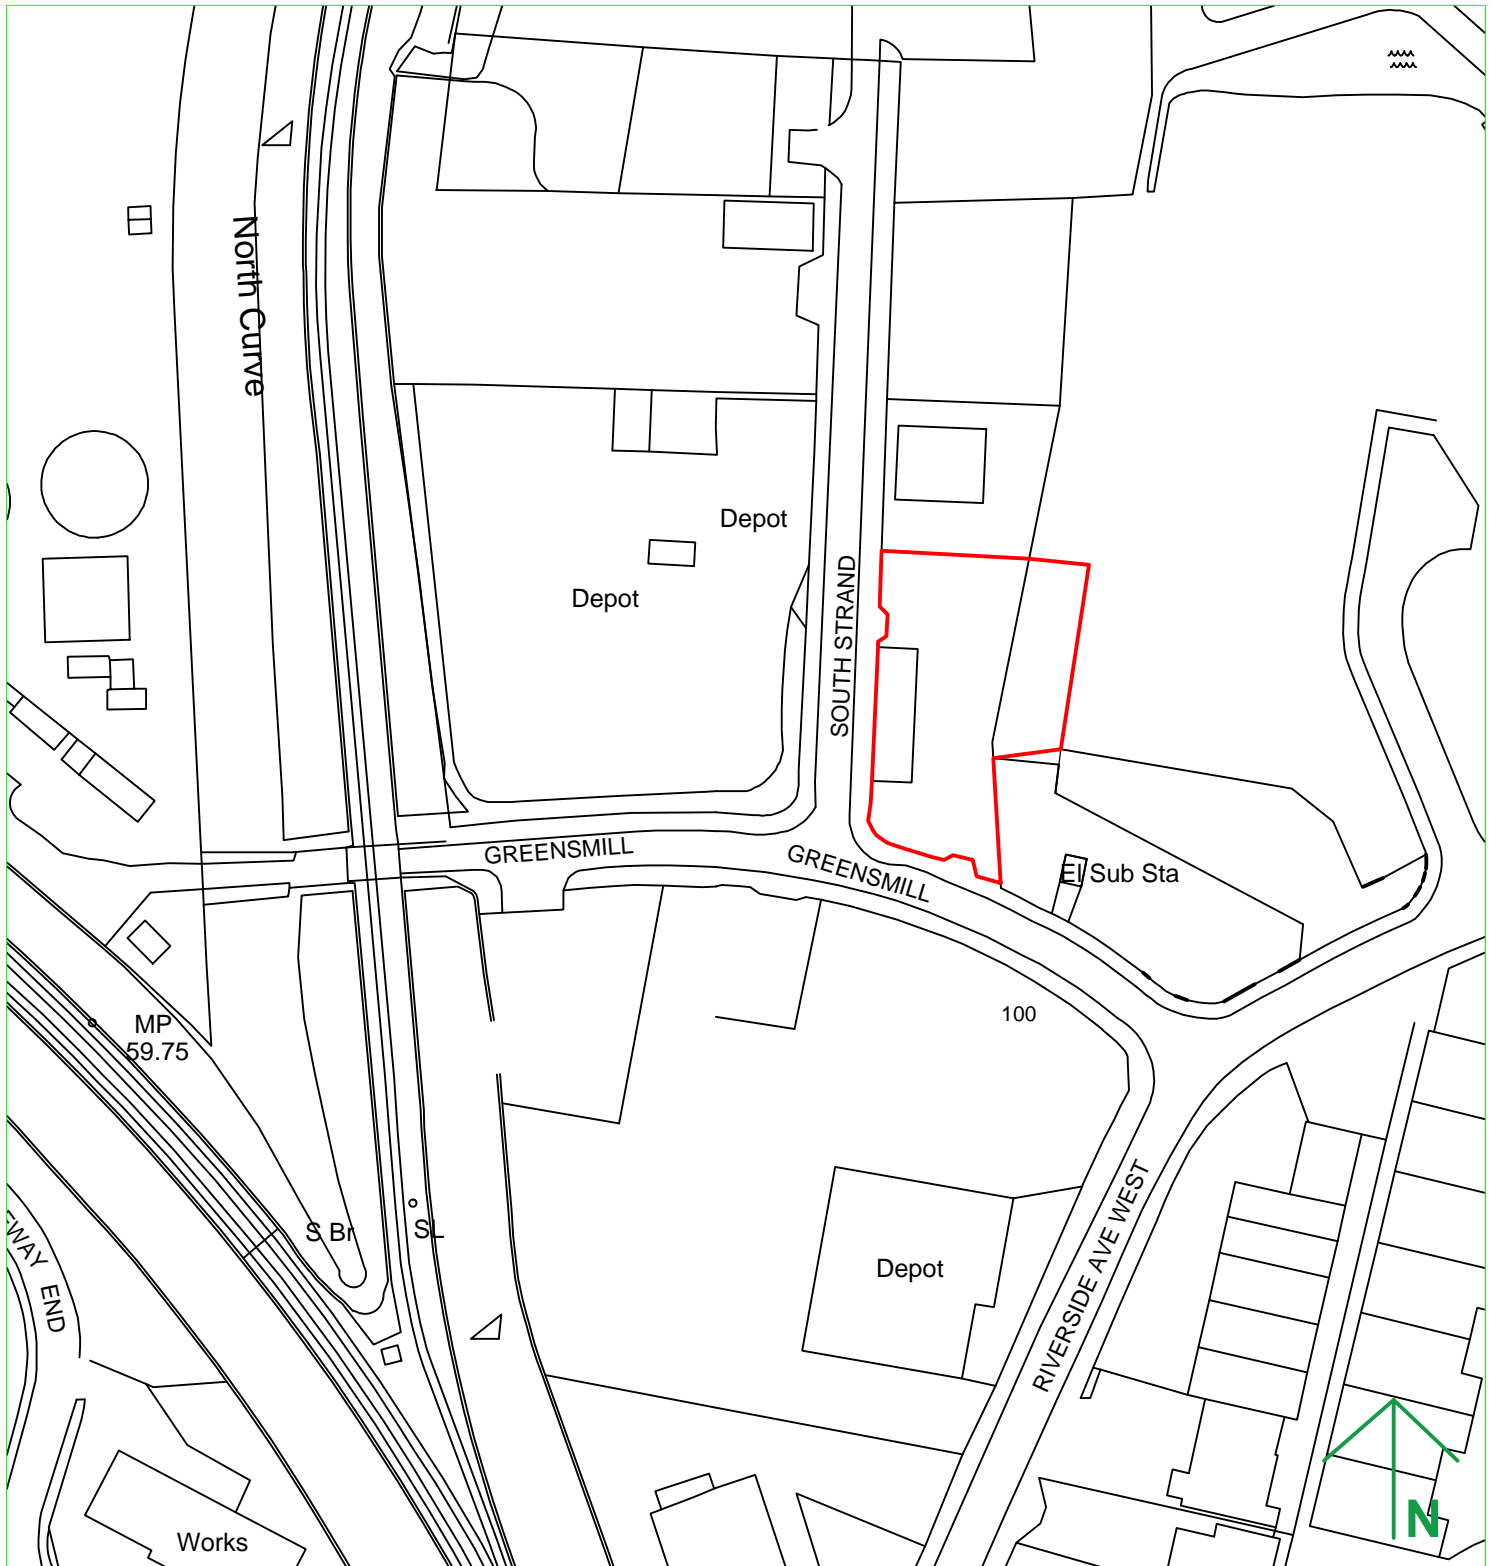 North Curve
Depot
Depot
SOUTH STRAND
GREENSMILL
GREENSMILL
El Sub Sta
100
MP
59.75
S Br
SL
EWAY END
RIVERSIDE AVE WEST
Depot
Works
N